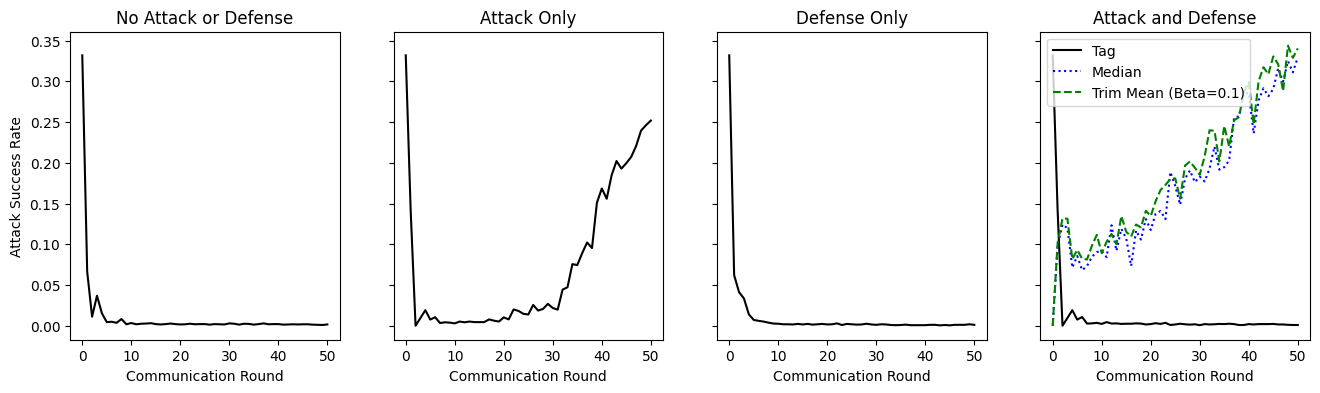 No Attack or Defense
Attack Only
Defense Only
Attack and Defense
0.35
0.30
0.25
0.20
0.15
0.10
0.05
0.00
Attack Success Rate
Tag
Median
Trim Mean (Beta=0.1)
0 10 20 30 40 50
0 10 20 30 40 50
0 10 20 30 40 50
0 10 20 30 40 50
Communication Round
Communication Round
Communication Round
Communication Round